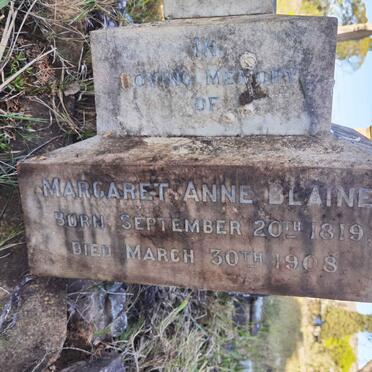 IN
LOVING MEMORY
OF
MARGARET ANNE BLAINE
BORN SEPTEMBER 20TH 1819.
DIED MARCH 30TH 1908.